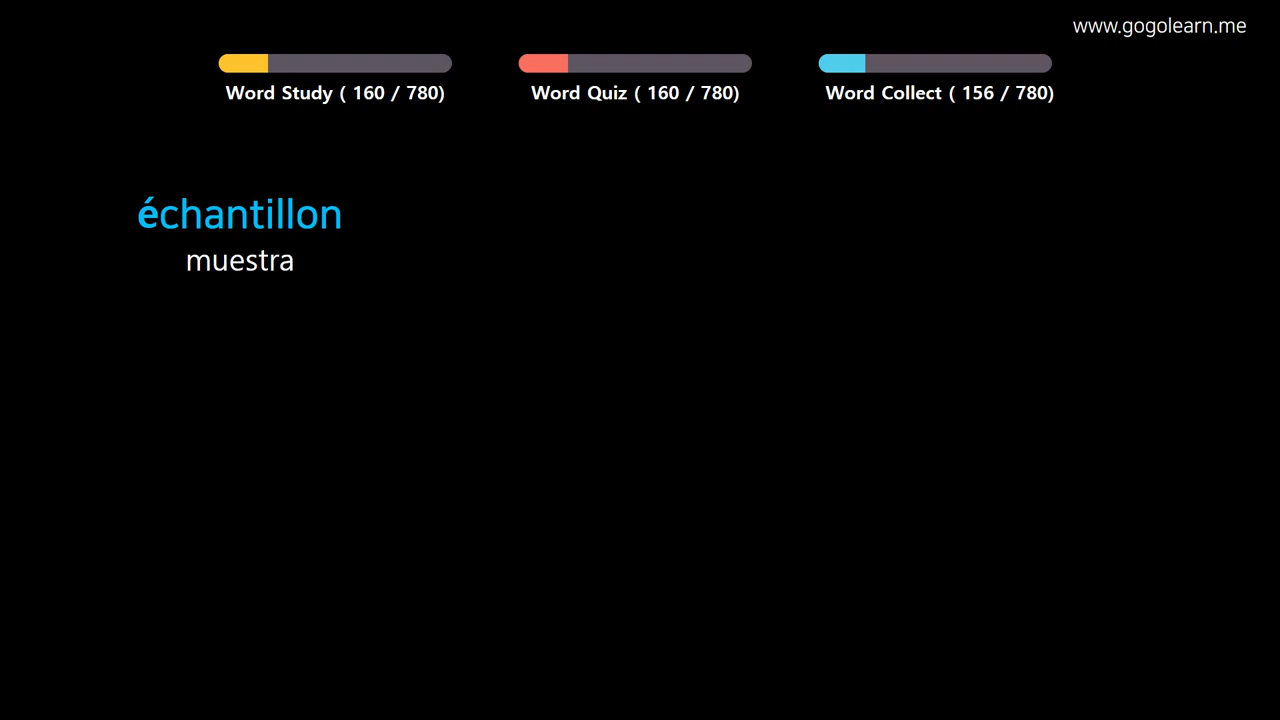 www.gogolearn.me
Word Study ( 160 / 780)
Word Quiz ( 160 / 780)
Word Collect ( 156 / 780)
échantillon
muestra